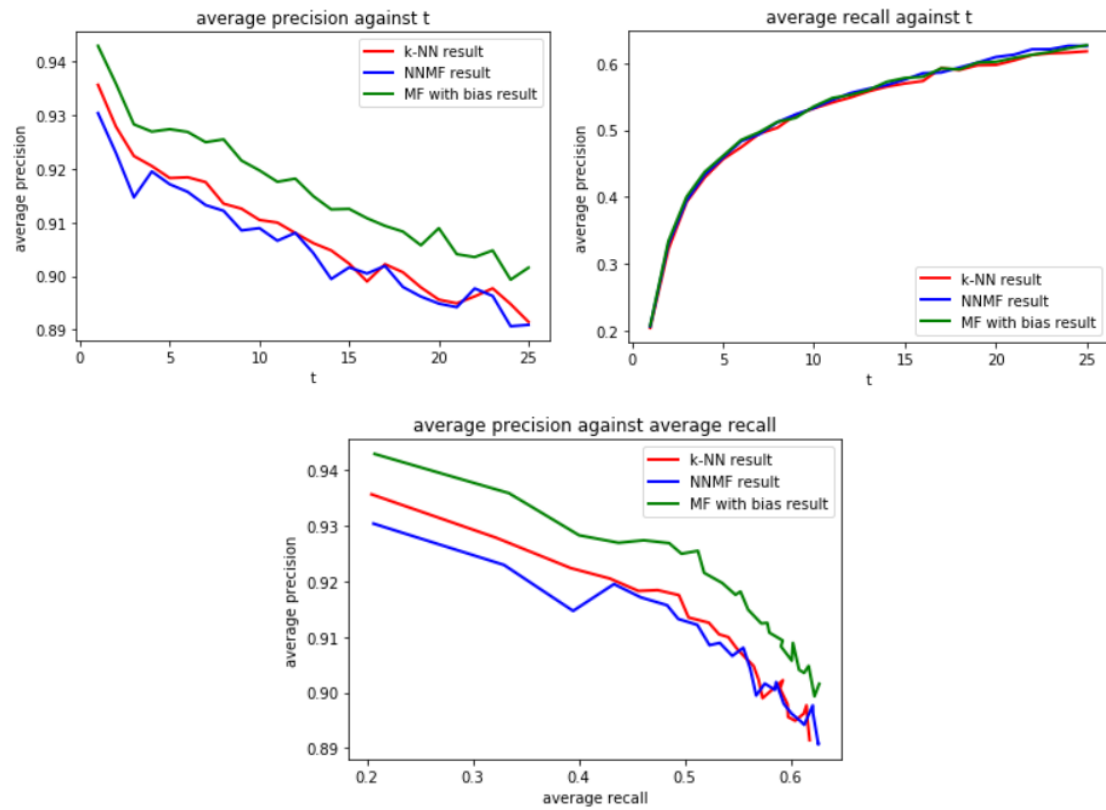 average precision against t
k-NN result
NNMF result
MF with bias result
average precision
0.94
0.93
0.92
0.91
0.90
0.89
0
5
10
15
20
25
t
average recall against t
average precision
0.6
0.5
0.4
0.3
0.2
k-NN result
NNMF result
MF with bias result
0
5
10
15
20
25
t
average precision against average recall
k-NN result
NNMF result
MF with bias result
average precision
0.94
0.93
0.92
0.91
0.90
0.89
0.2
0.3
0.4
0.5
0.6
average recall